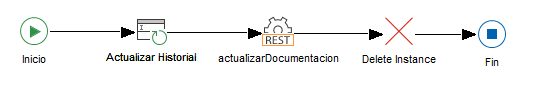 REST
Inicio
Actualizar Historial
actualizarDocumentacion
Delete Instance
Fin